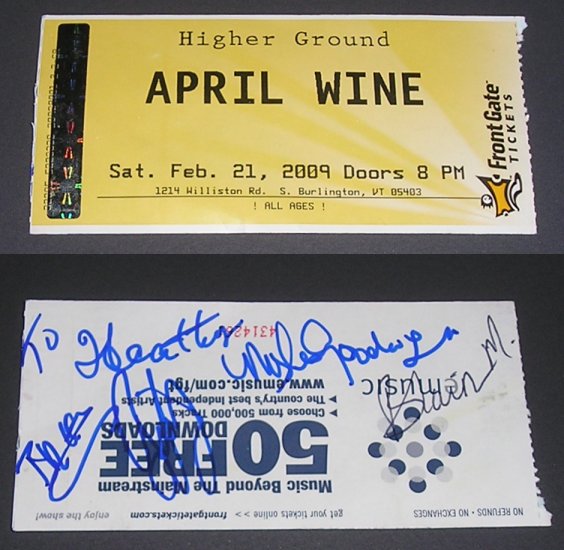 Higher Ground
APRIL WINE
Sat. Feb. 21, 2009 Doors 8 PM
1214 Williston Rd. S. Burlington, VT 05403
! ALL AGES !
FrontGate
TICKETS
To Heather
Myles Goodwyn
NO REFUNDS • NO EXCHANGES
get your tickets online >> frontgatetickets.com
enjoy the show!
Music Beyond The Mainstream
50 FREE
DOWNLOADS
▶ Choose from 500,000 Tracks
▶ The country's best independent Artists
www.emusic.com/fgt
emusic